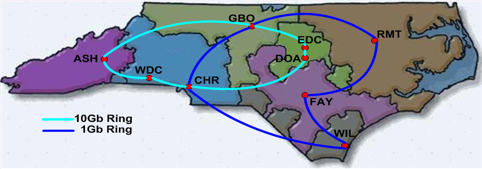 GBO
RMT
EDC
ASH
DOA
WDC
CHR
FAY
10Gb Ring
1Gb Ring
WIL